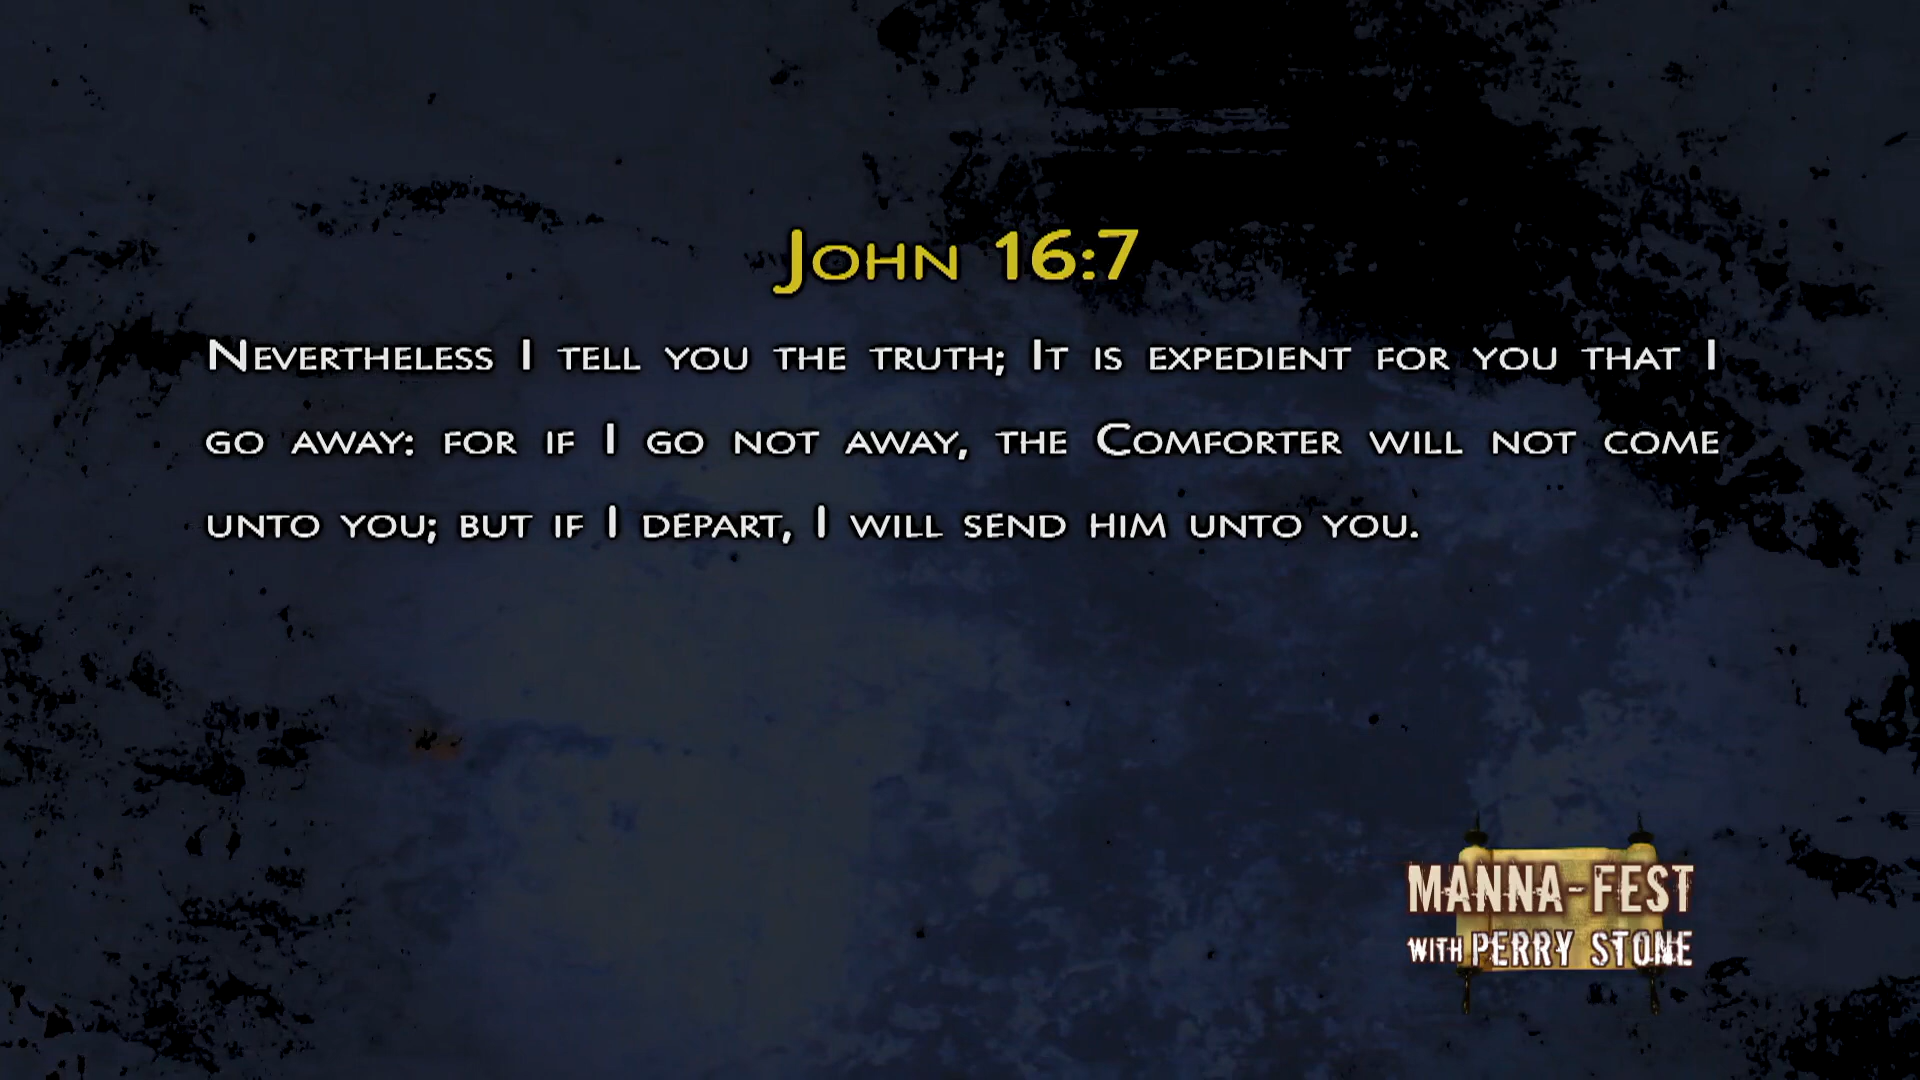 John 16:7
Nevertheless I tell you the truth; It is expedient for you that I
go away: for if I go not away, the Comforter will not come
unto you; but if I depart, I will send him unto you.
MANNA-FEST
WITH PERRY STONE